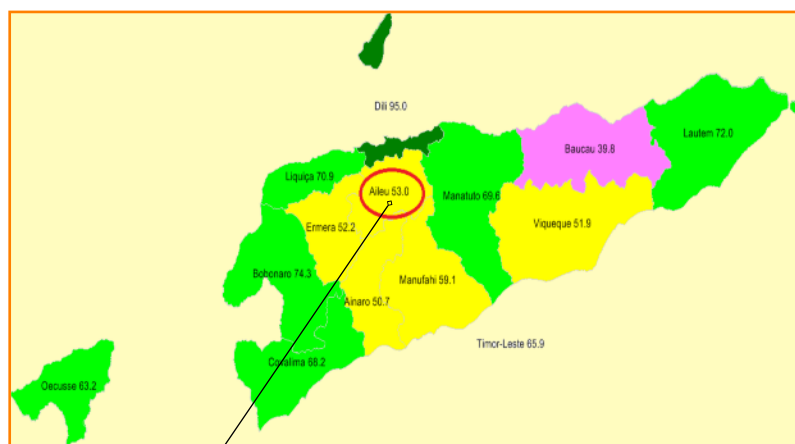 Dili 95.0
Lautem 72.0
Baucau 39.8
Liquiça 70.9
Aileu 53.0
Manatuto 69.6
Viqueque 51.9
Ermera 52.2
Bobonaro 74.3
Manufahi 59.1
Ainaro 50.7
Timor-Leste 65.9
Covalima 68.2
Oecusse 63.2